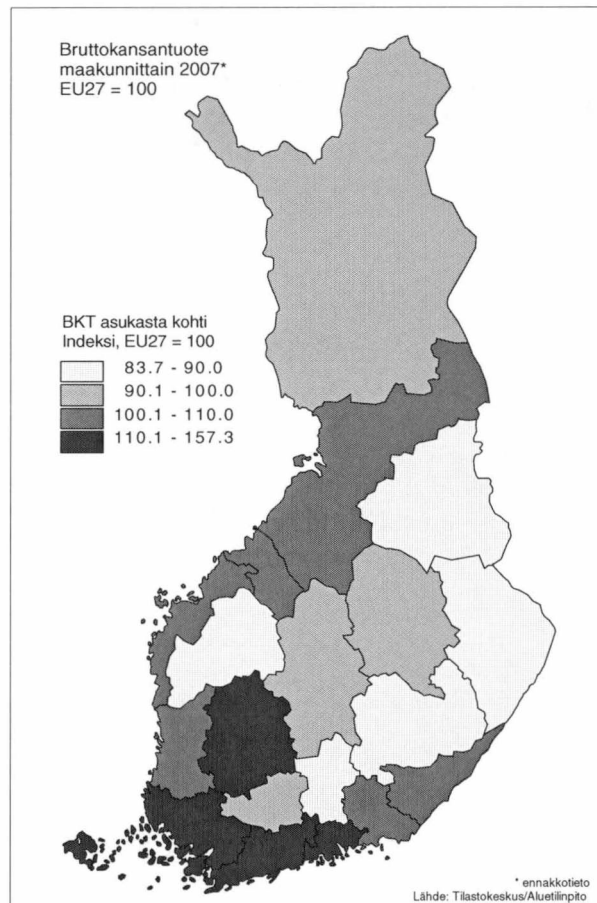 Bruttokansantuote
maakunnittain 2007*
EU27 = 100
BKT asukasta kohti
Indeksi, EU27 = 100
83.7 - 90.0
90.1 - 100.0
100.1 - 110.0
110.1 - 157.3
* ennakkotieto
Lähde: Tilastokeskus/Aluetilinpito